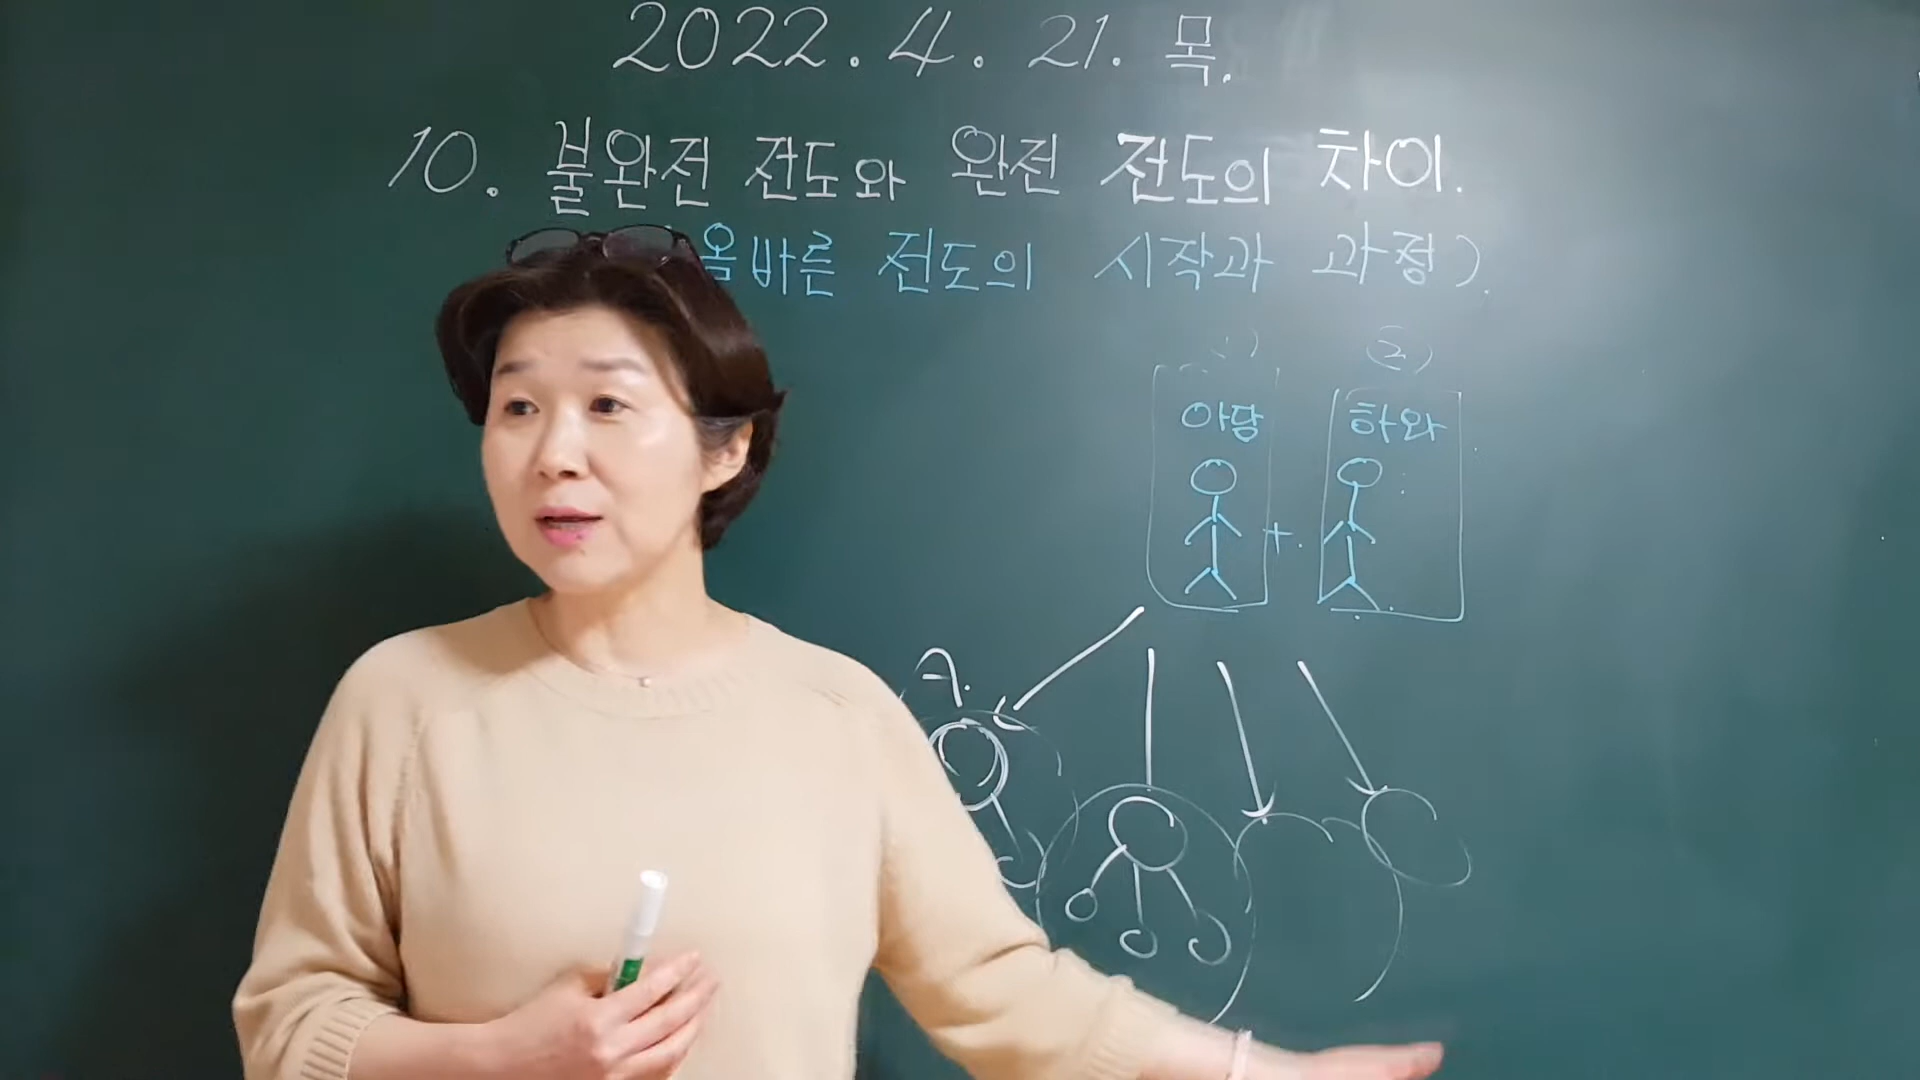 2022. 4. 21. 목.
10. 불완전 전도와 완전 전도의 차이.
올바른 전도의 시작과 과정).
(2)
아담 하와
+.
A.